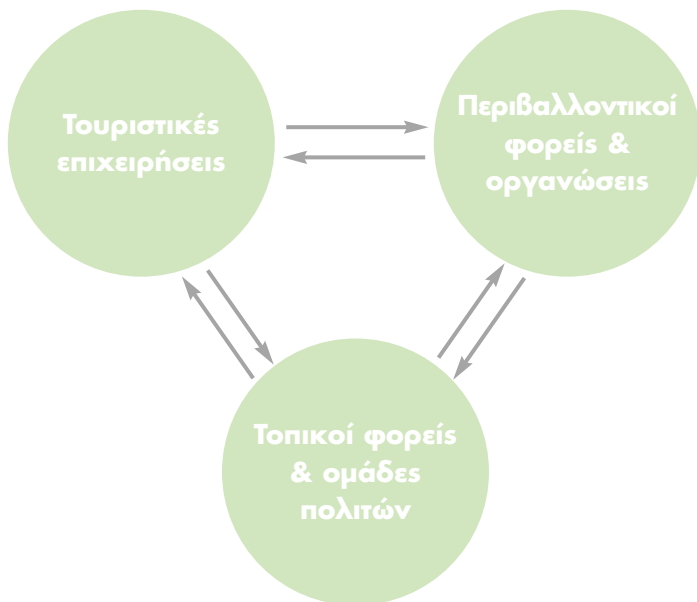 Τουριστικές
επιχειρήσεις
Περιβαλλοντικοί
φορείς &
οργανώσεις
Τοπικοί φορείς
& ομάδες
πολιτών